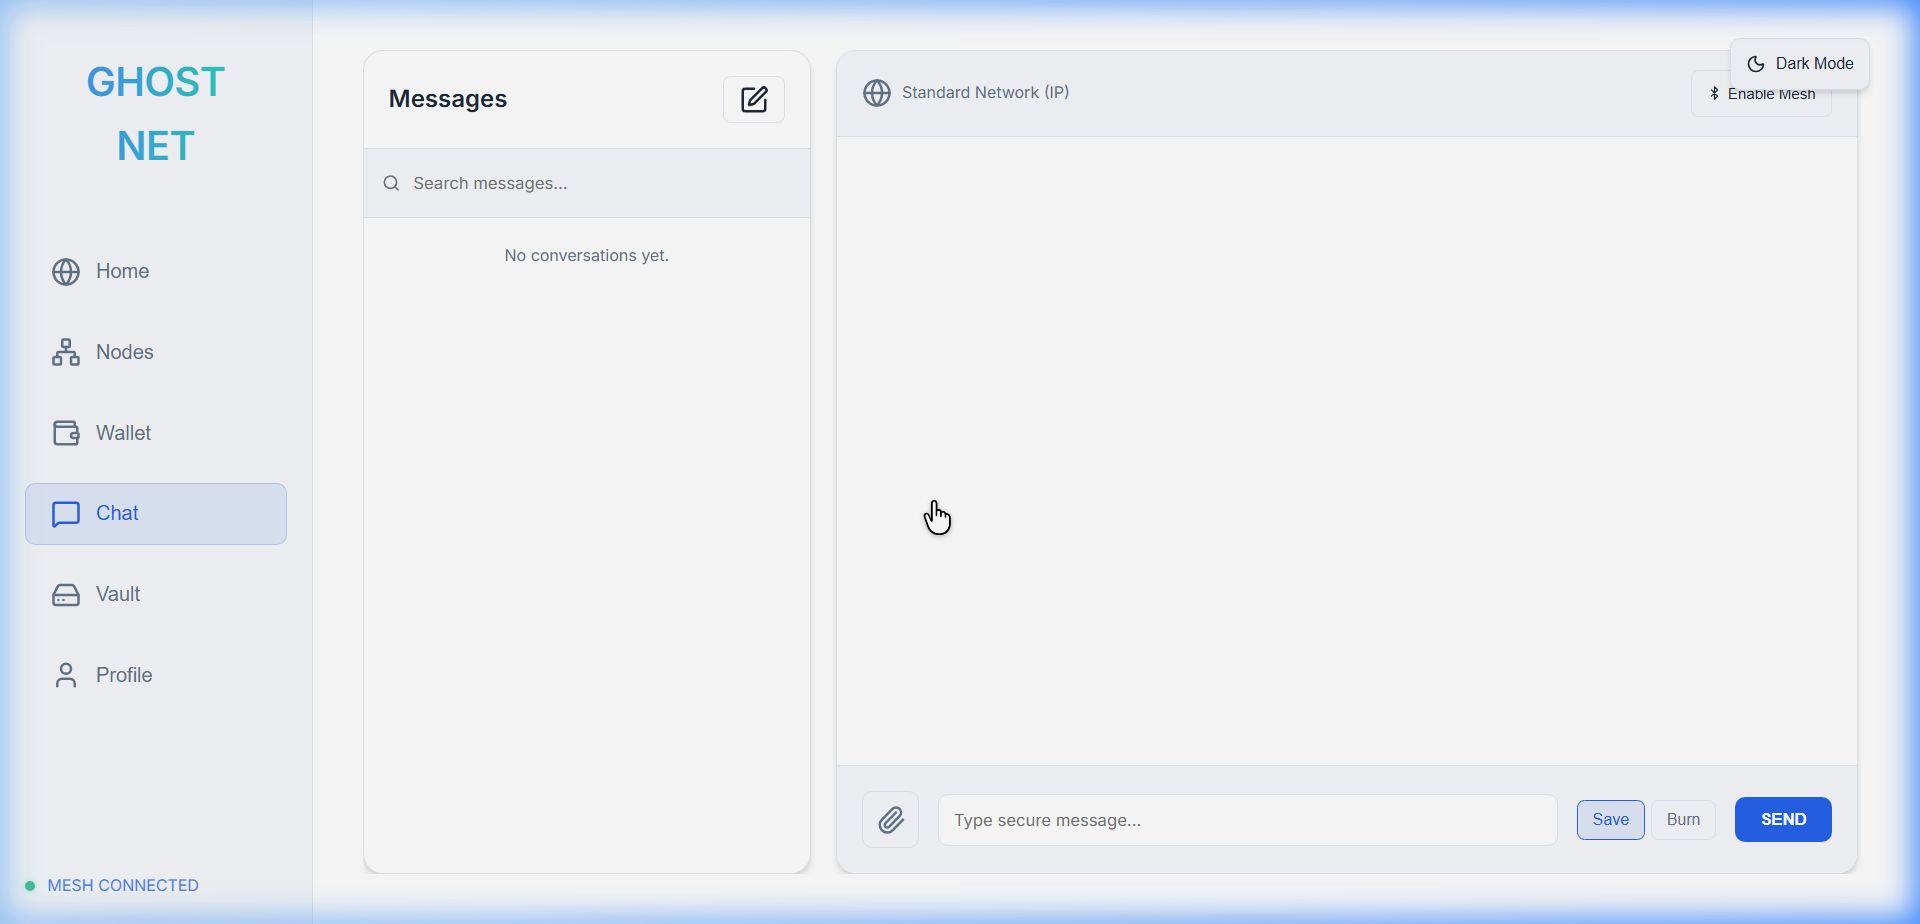 GHOST
NET
Home
Nodes
Wallet
Chat
Vault
Profile
MESH CONNECTED
Messages
Search messages...
No conversations yet.
Standard Network (IP)
Dark Mode
Enable Mesh
Type secure message...
Save
Burn
SEND